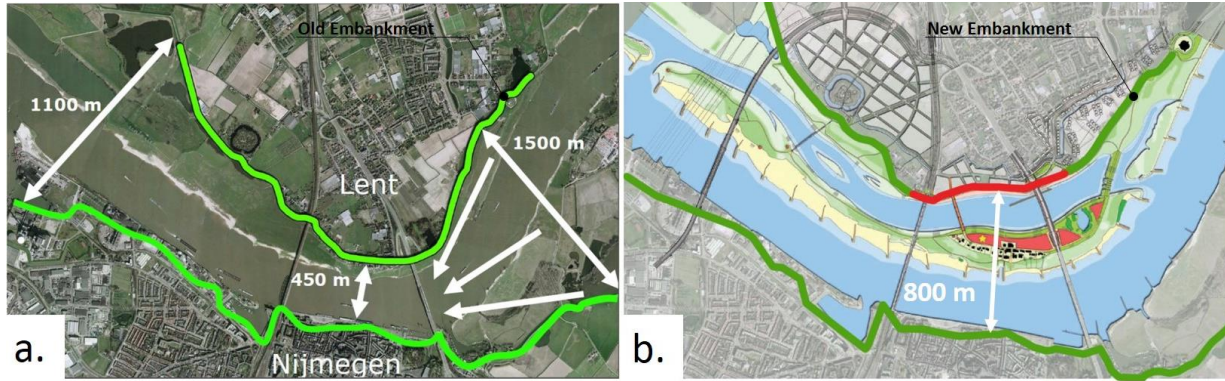 Old Embankment
1100 m
1500 m
Lent
450 m
Nijmegen
a.
New Embankment
800 m
b.